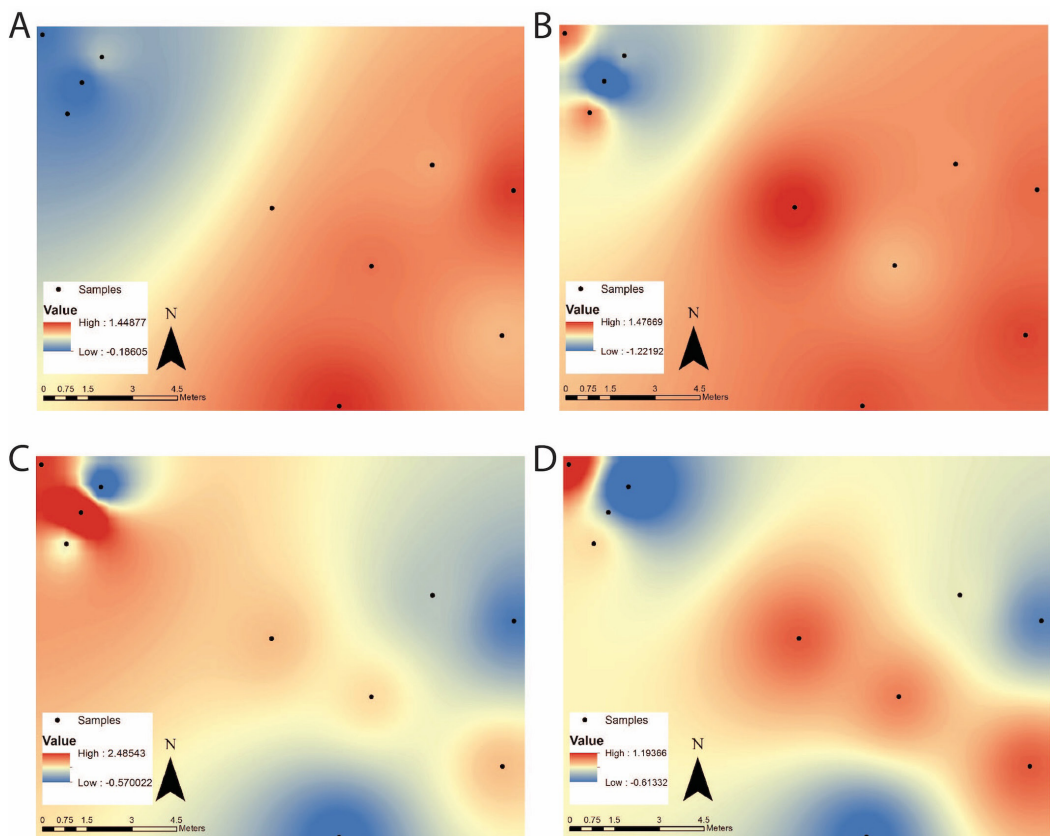 A
Samples
Value
High : 1.44877
Low : -0.18605
N
0 0.75 1.5 3 4.5
Meters
B
Samples
Value
High : 1.47669
Low : -1.22192
N
0 0.75 1.5 3 4.5
Meters
C
Samples
Value
High : 2.48543
Low : -0.570022
N
0 0.75 1.5 3 4.5
Meters
D
Samples
Value
High : 1.19366
Low : -0.61332
N
0 0.75 1.5 3 4.5
Meters